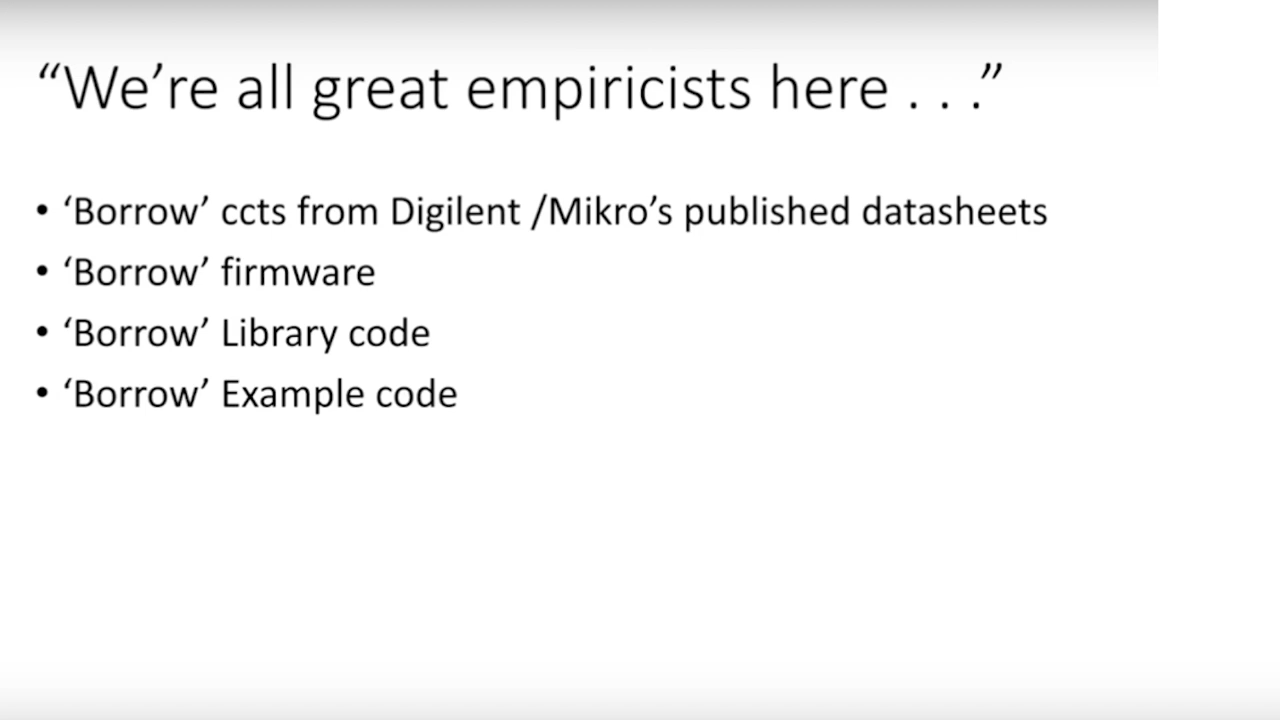 “We’re all great empiricists here . . .”
• ‘Borrow’ ccts from Digilent /Mikro’s published datasheets
• ‘Borrow’ firmware
• ‘Borrow’ Library code
• ‘Borrow’ Example code